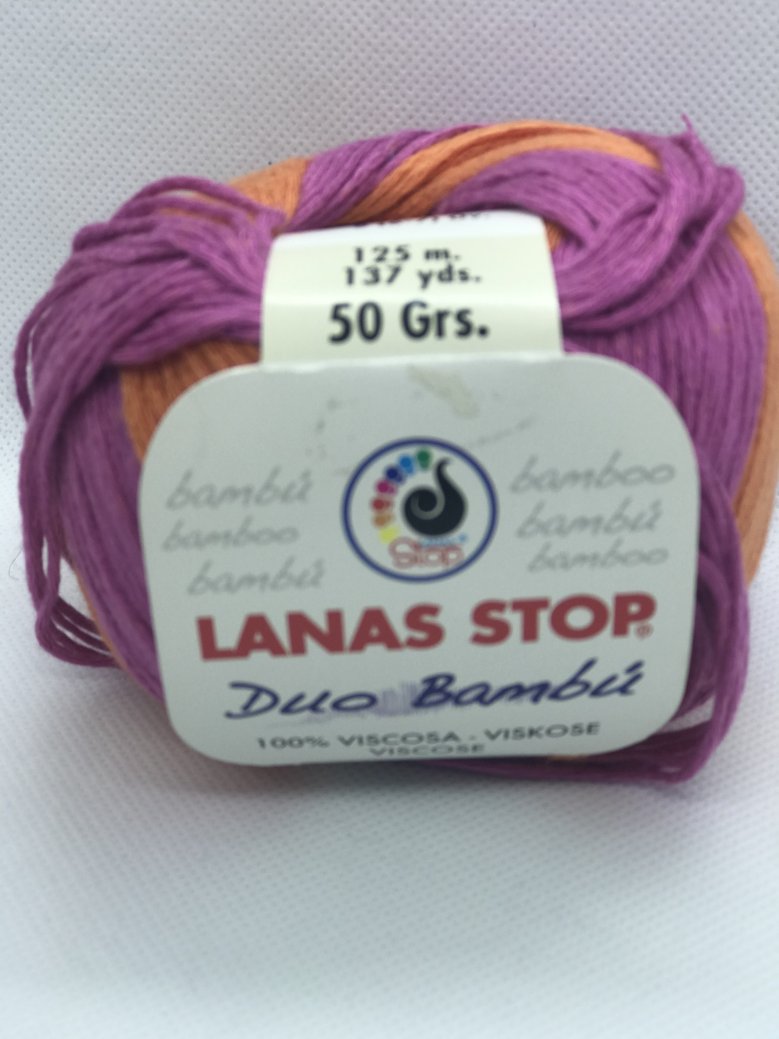 125 m.
137 yds.
50 Grs.
bambú
bamboo
bambú
Stop
bamboo
bambú
bamboo
LANAS STOP®
Duo Bambú
100% VISCOSA - VISKOSE
VISCOSE